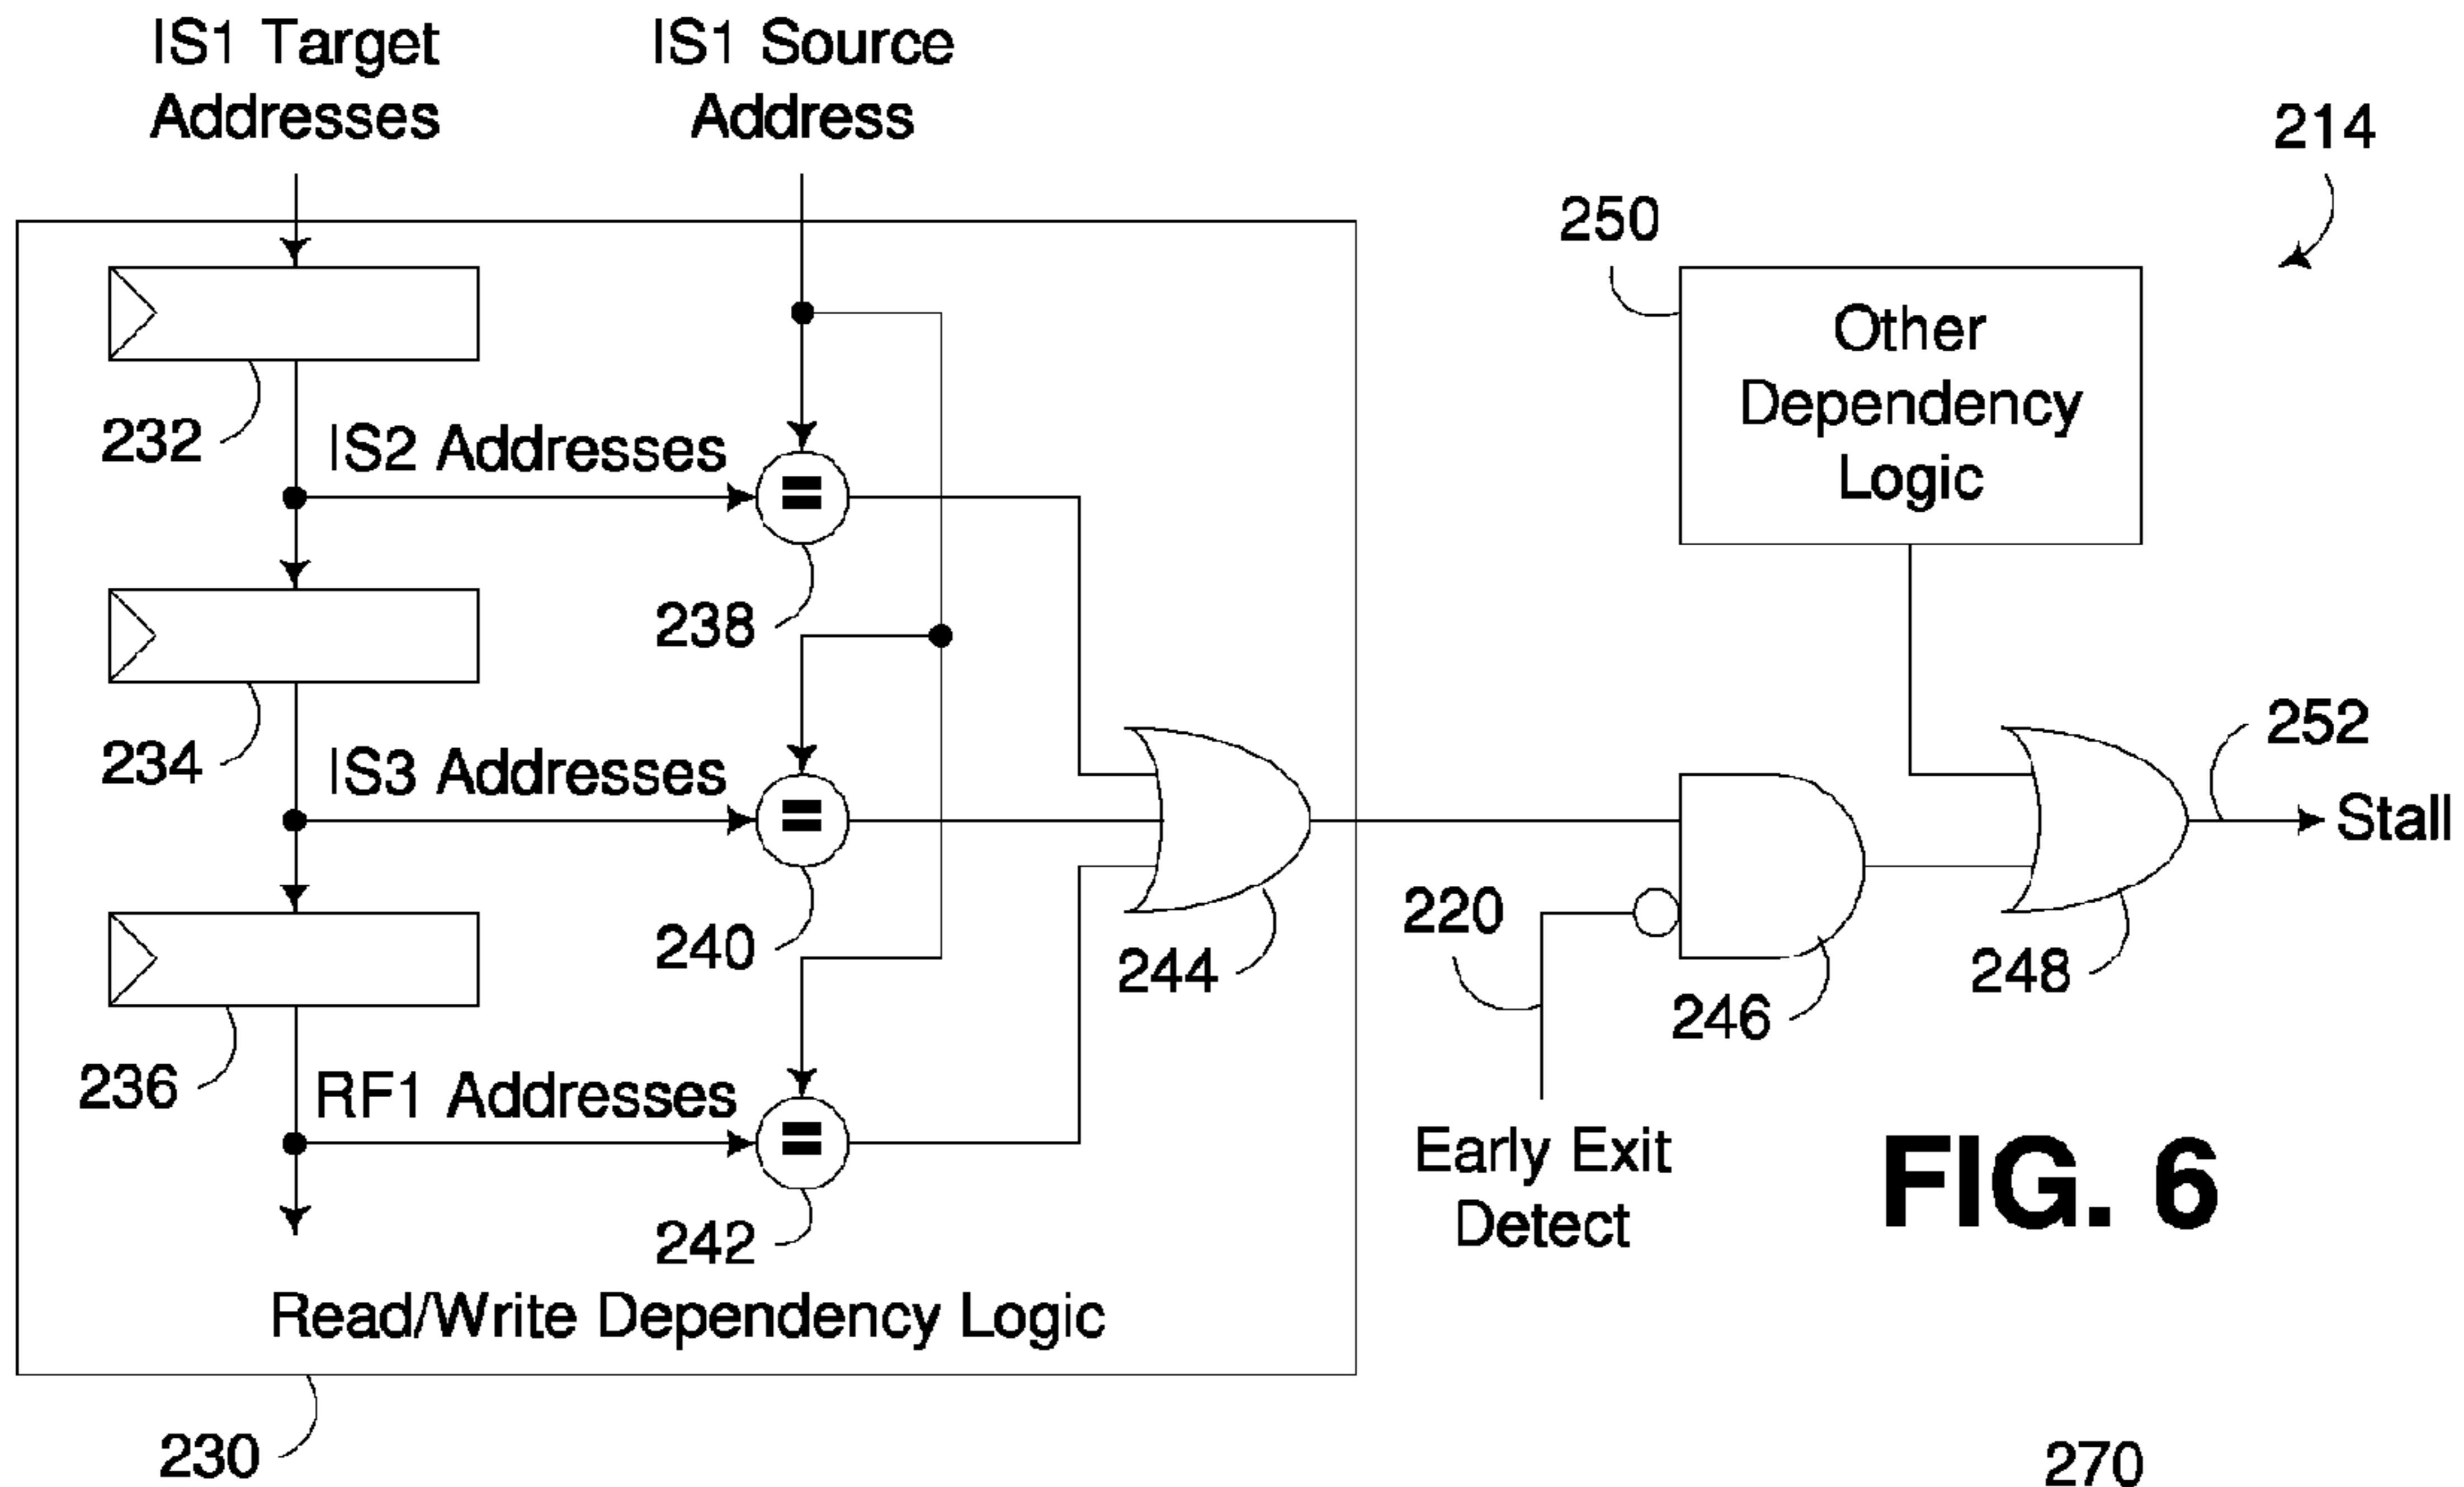 IS1 Target
Addresses
IS1 Source
Address
214
250
Other
Dependency
Logic
232
IS2 Addresses
238
234
IS3 Addresses
252
Stall
240
244
220
246
248
236
RF1 Addresses
242
Early Exit
Detect
FIG. 6
Read/Write Dependency Logic
230
270